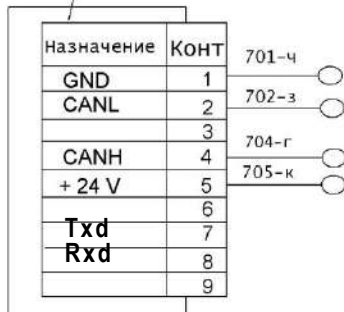 Назначение Конт
GND 1 701-ч
CANL 2 702-з
3
CANH 4 704-г
+ 24 V 5 705-к
6
Txd 7
Rxd 8
9